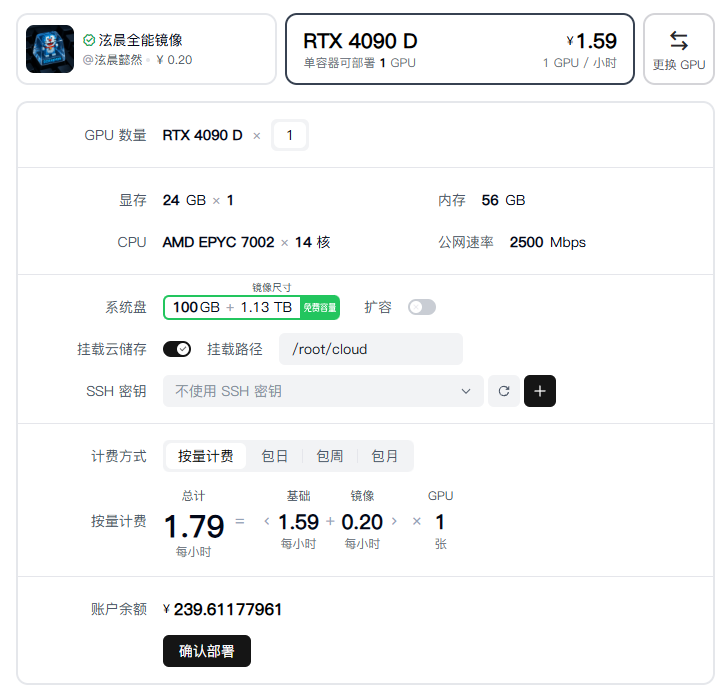 泫晨全能镜像
@泫晨懿然 · ¥ 0.20
RTX 4090 D
¥1.59
单容器可部署 1 GPU
1 GPU / 小时
更换 GPU
GPU 数量 RTX 4090 D × 1
显存 24 GB × 1
内存 56 GB
CPU AMD EPYC 7002 × 14 核
公网速率 2500 Mbps
镜像尺寸
系统盘 100GB + 1.13 TB 免费容量 扩容
挂载云储存 挂载路径 /root/cloud
SSH 密钥 不使用 SSH 密钥
计费方式 按量计费 包日 包周 包月
总计 基础 镜像 GPU
按量计费 1.79 = ‹ 1.59 + 0.20 › × 1
每小时 每小时 每小时 张
账户余额 ¥ 239.61177961
确认部署